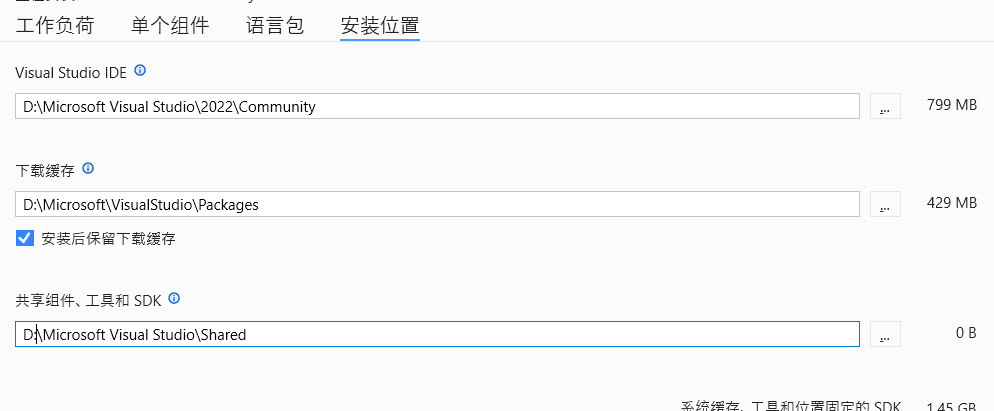 工作负荷 单个组件 语言包 安装位置
Visual Studio IDE
D:\Microsoft Visual Studio\2022\Community ... 799 MB
下载缓存
D:\Microsoft\VisualStudio\Packages ... 429 MB
安装后保留下载缓存
共享组件、工具和 SDK
D:\Microsoft Visual Studio\Shared ... 0 B
系统缓存、工具和位置固定的 SDK 1.45 GB